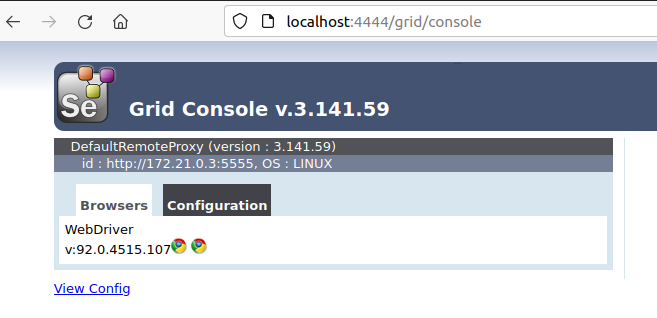 localhost:4444/grid/console
Se
Grid Console v.3.141.59
DefaultRemoteProxy (version : 3.141.59)
id : http://172.21.0.3:5555, OS : LINUX
Browsers Configuration
WebDriver
v:92.0.4515.107
View Config